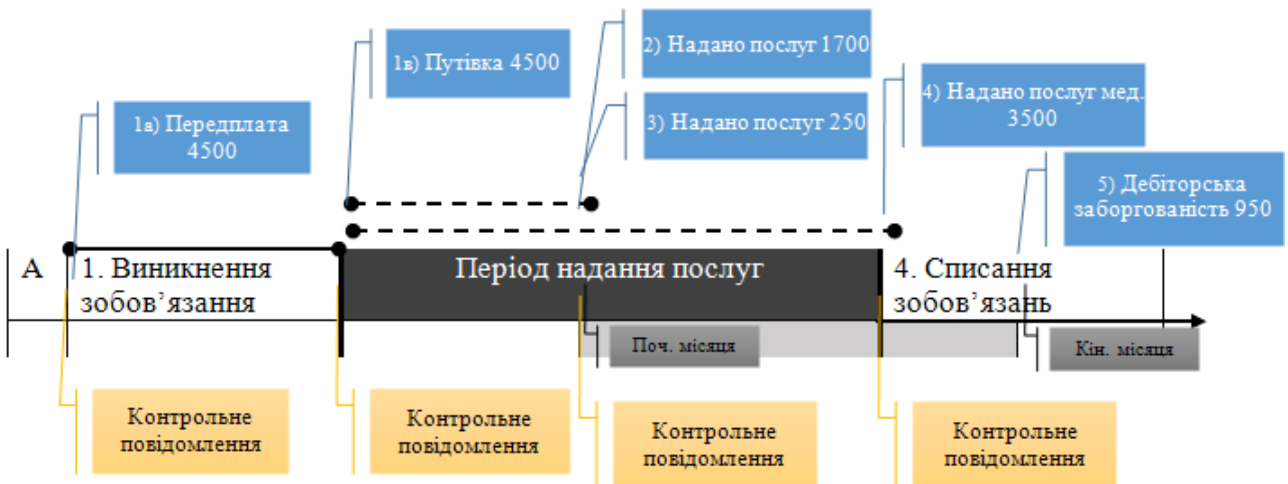 1а) Передплата
4500
1в) Путівка 4500
2) Надано послуг 1700
3) Надано послуг 250
4) Надано послуг мед.
3500
5) Дебіторська
заборгованість 950
А
1. Виникнення
зобов’язання
Період надання послуг
4. Списання
зобов’язань
Поч. місяця
Кін. місяця
Контрольне
повідомлення
Контрольне
повідомлення
Контрольне
повідомлення
Контрольне
повідомлення